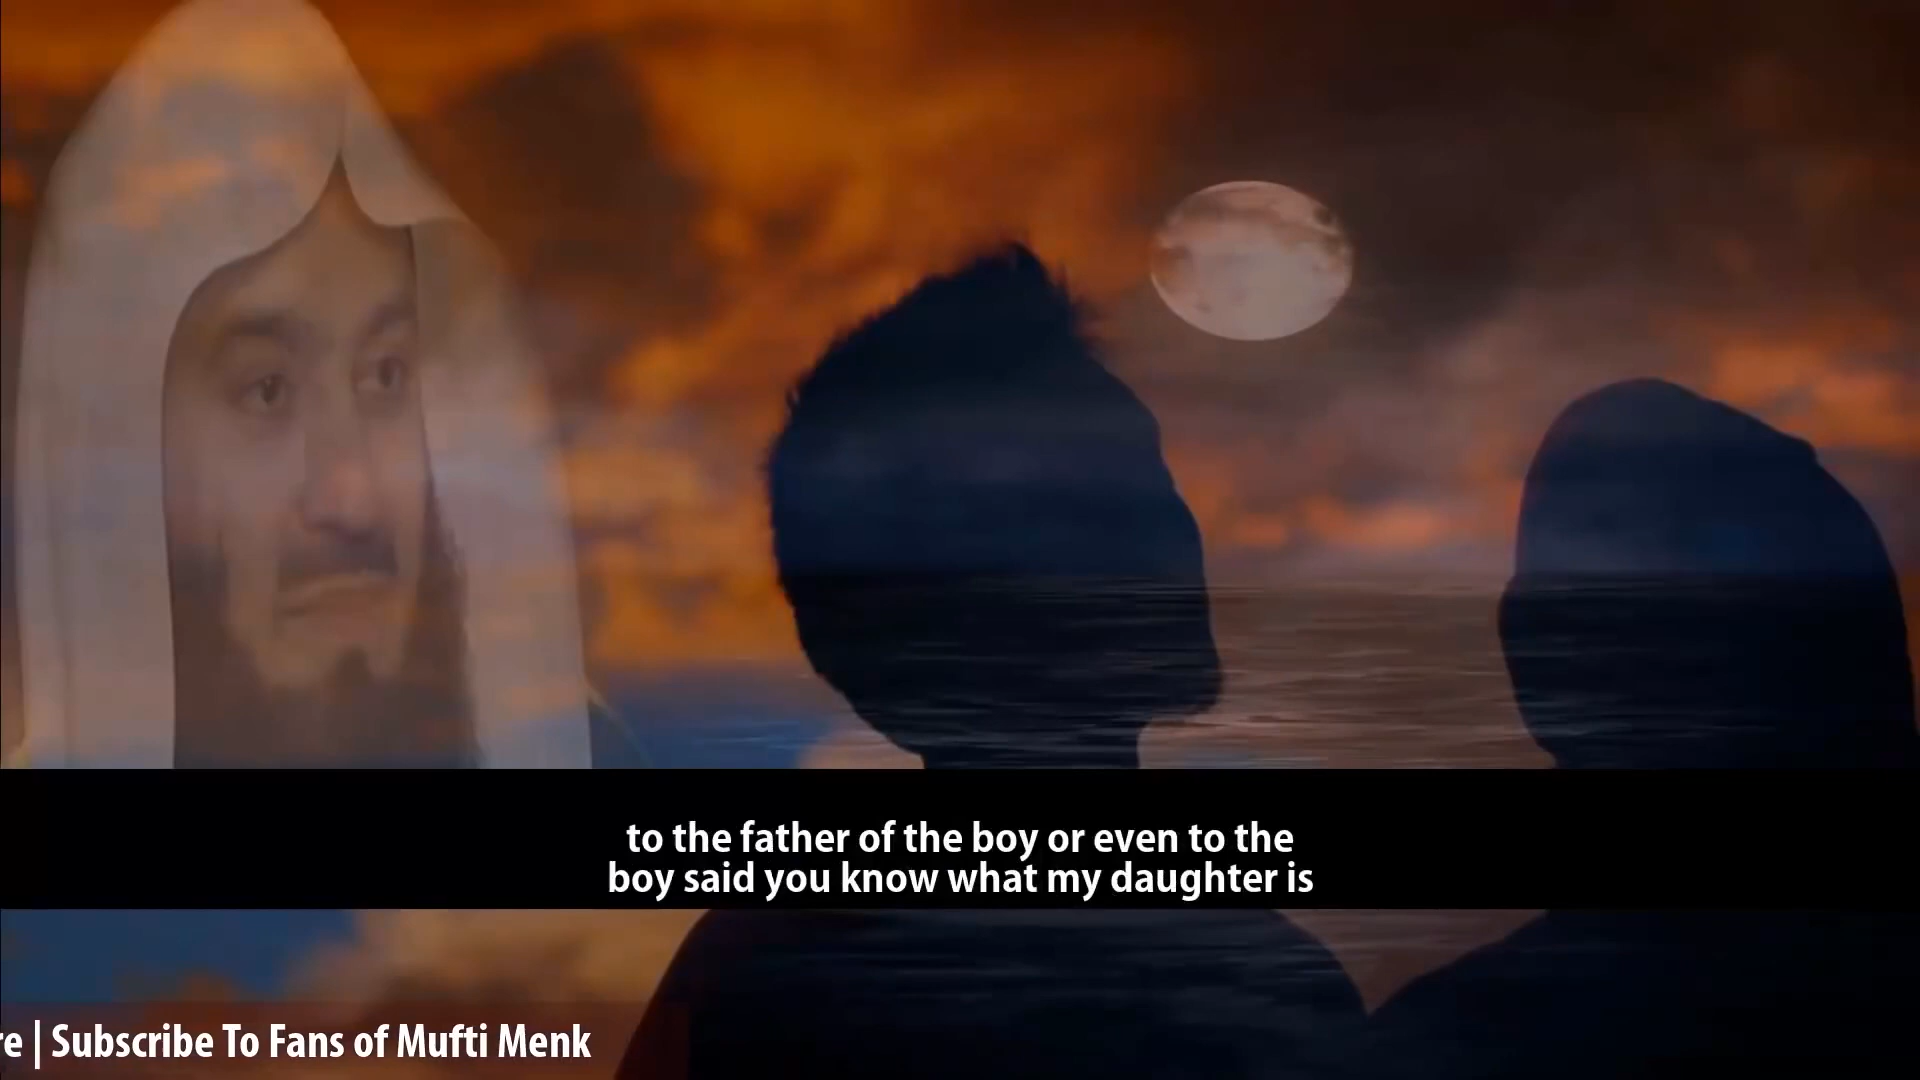 to the father of the boy or even to the
boy said you know what my daughter is
re | Subscribe To Fans of Mufti Menk